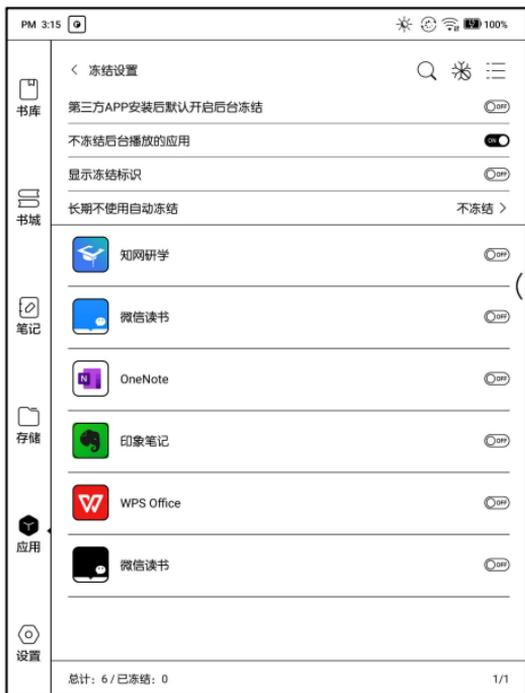 PM 3:15 100%
冻结设置
第三方APP安装后默认开启后台冻结 OFF
不冻结后台播放的应用 ON
显示冻结标识 OFF
长期不使用自动冻结 不冻结
知网研学 OFF
微信读书 OFF
OneNote OFF
印象笔记 OFF
WPS Office OFF
微信读书 OFF
总计：6 / 已冻结：0 1/1
书库
书城
笔记
存储
应用
设置